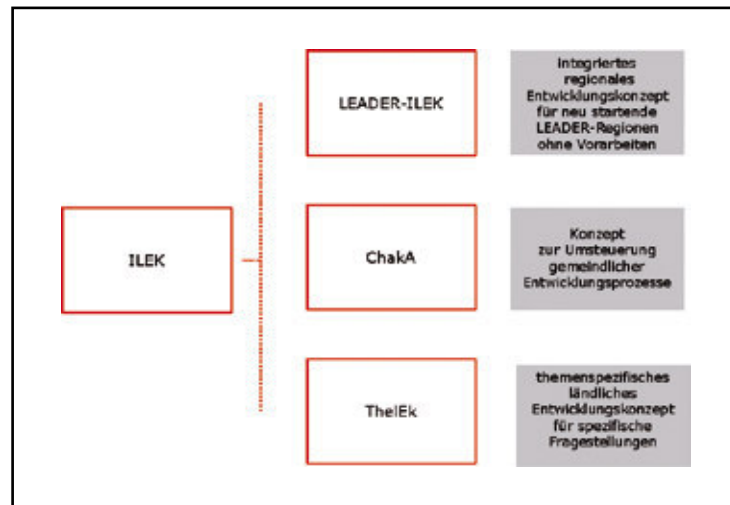 LEADER-ILEK
Integriertes
regionales
Entwicklungskonzept
für neu startende
LEADER-Regionen
ohne Vorarbeiten
ILEK
ChakA
Konzept
zur Umsteuerung
gemeindlicher
Entwicklungsprozesse
ThelEk
themenspezifisches
ländliches
Entwicklungskonzept
für spezifische
Fragestellungen